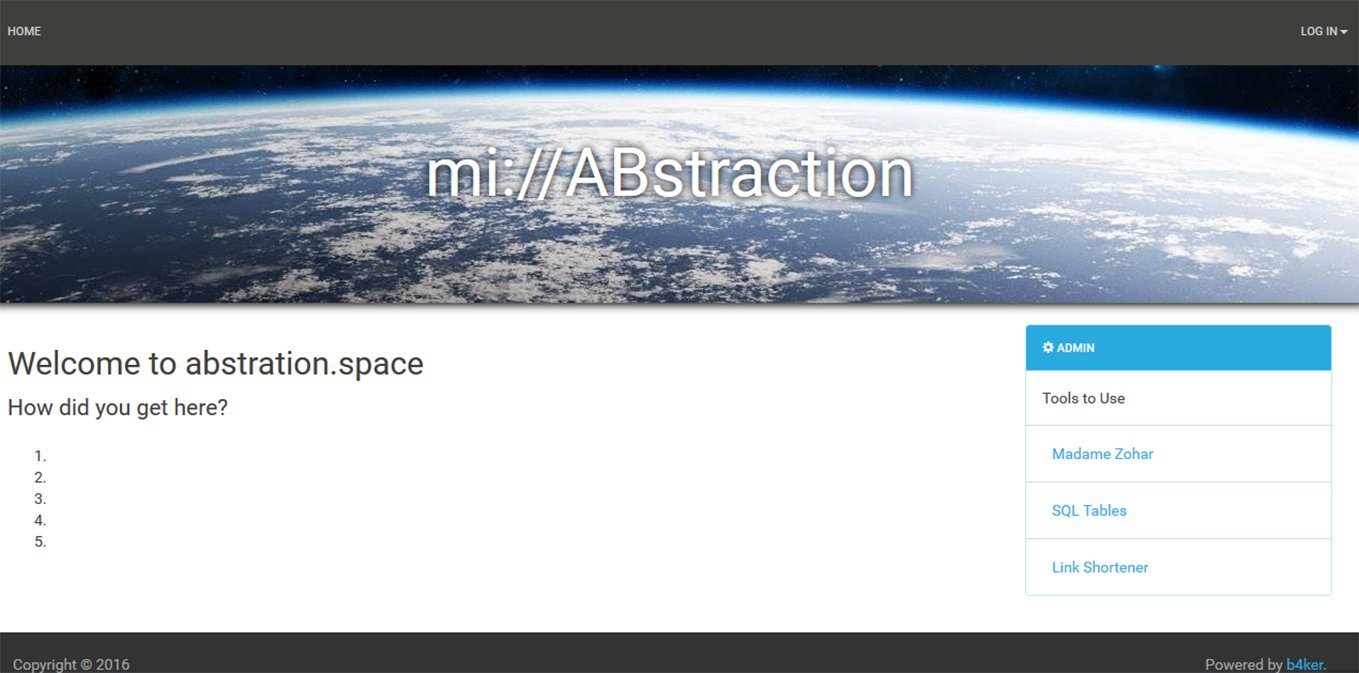 HOME
LOG IN
mi://ABstraction
Welcome to abstration.space
How did you get here?
1.
2.
3.
4.
5.
ADMIN
Tools to Use
Madame Zohar
SQL Tables
Link Shortener
Copyright © 2016
Powered by b4ker.